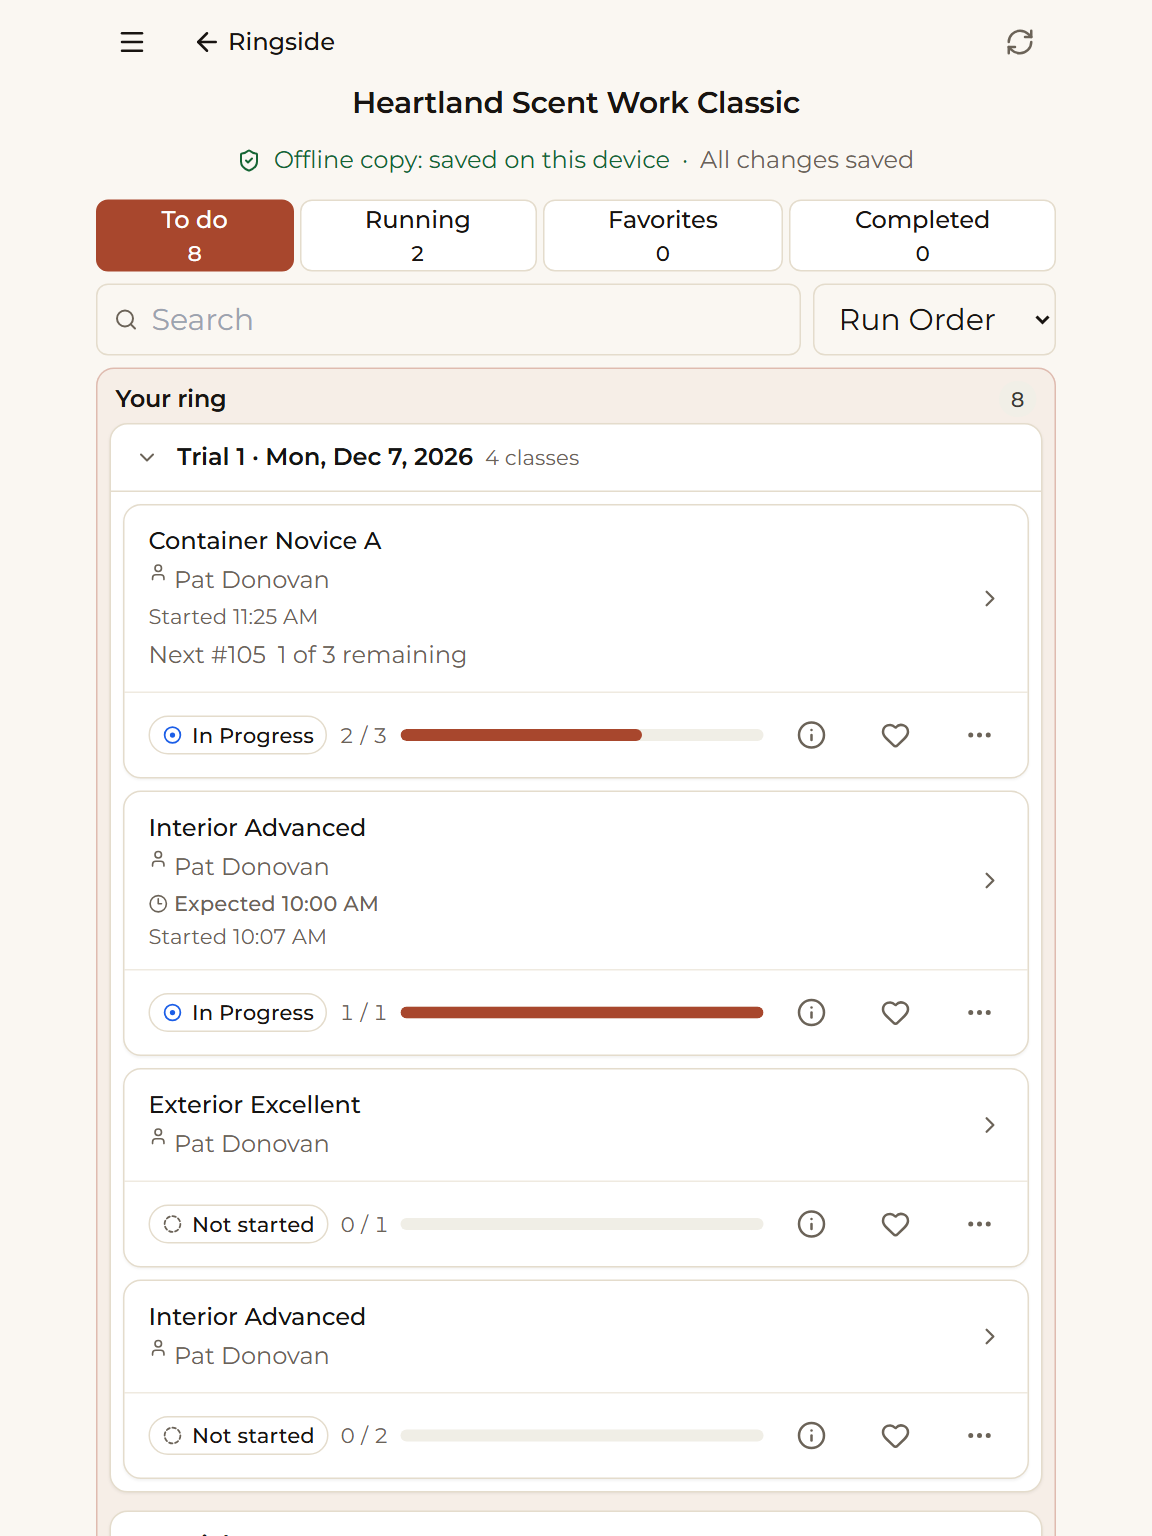 Ringside
Heartland Scent Work Classic
Offline copy: saved on this device · All changes saved
To do
8
Running
2
Favorites
0
Completed
0
Search
Run Order
Your ring
8
Trial 1 · Mon, Dec 7, 2026 4 classes
Container Novice A
Pat Donovan
Started 11:25 AM
Next #105 1 of 3 remaining
In Progress 2 / 3
Interior Advanced
Pat Donovan
Expected 10:00 AM
Started 10:07 AM
In Progress 1 / 1
Exterior Excellent
Pat Donovan
Not started 0 / 1
Interior Advanced
Pat Donovan
Not started 0 / 2